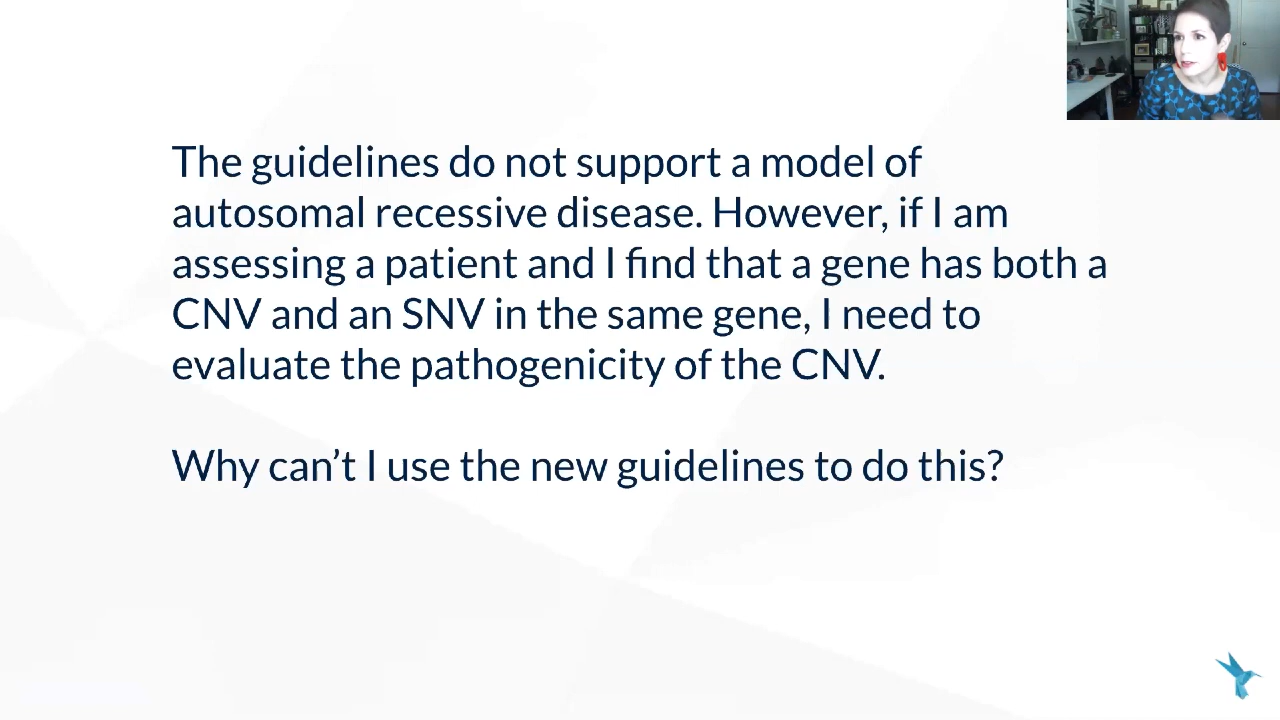 The guidelines do not support a model of
autosomal recessive disease. However, if I am
assessing a patient and I find that a gene has both a
CNV and an SNV in the same gene, I need to
evaluate the pathogenicity of the CNV.
Why can’t I use the new guidelines to do this?